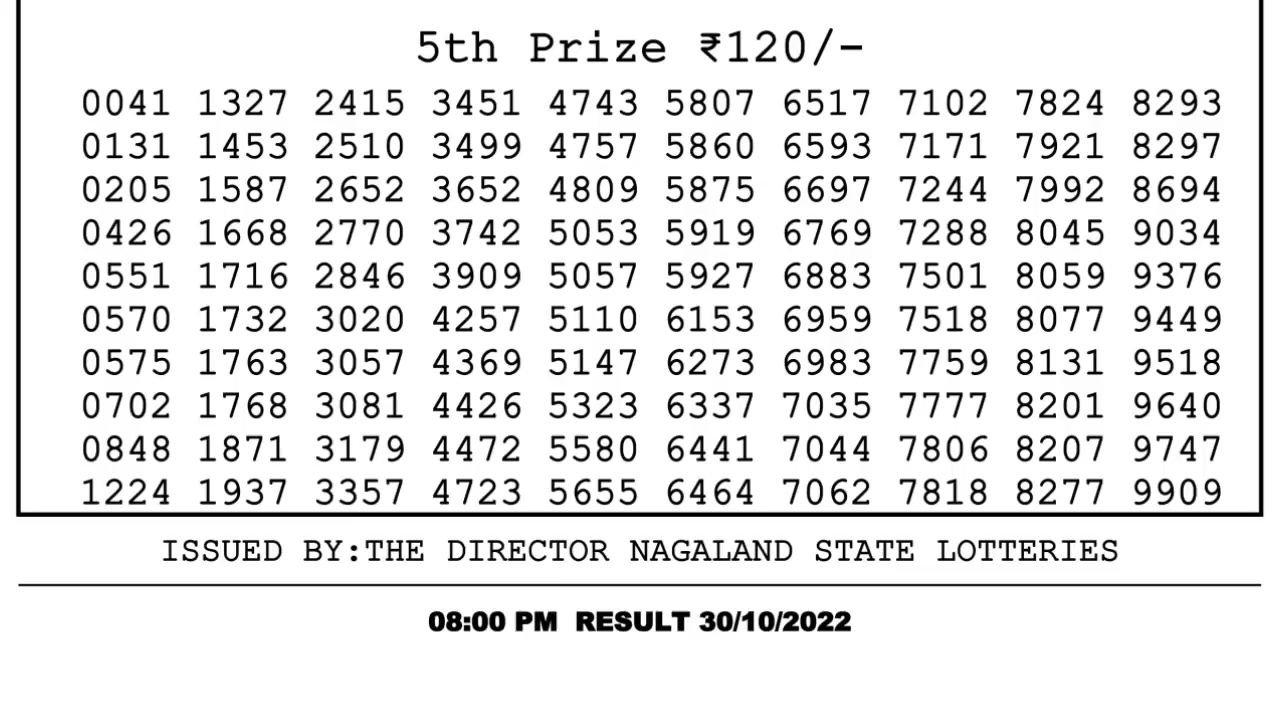 5th Prize ₹120/-
0041 1327 2415 3451 4743 5807 6517 7102 7824 8293
0131 1453 2510 3499 4757 5860 6593 7171 7921 8297
0205 1587 2652 3652 4809 5875 6697 7244 7992 8694
0426 1668 2770 3742 5053 5919 6769 7288 8045 9034
0551 1716 2846 3909 5057 5927 6883 7501 8059 9376
0570 1732 3020 4257 5110 6153 6959 7518 8077 9449
0575 1763 3057 4369 5147 6273 6983 7759 8131 9518
0702 1768 3081 4426 5323 6337 7035 7777 8201 9640
0848 1871 3179 4472 5580 6441 7044 7806 8207 9747
1224 1937 3357 4723 5655 6464 7062 7818 8277 9909
ISSUED BY:THE DIRECTOR NAGALAND STATE LOTTERIES
08:00 PM RESULT 30/10/2022